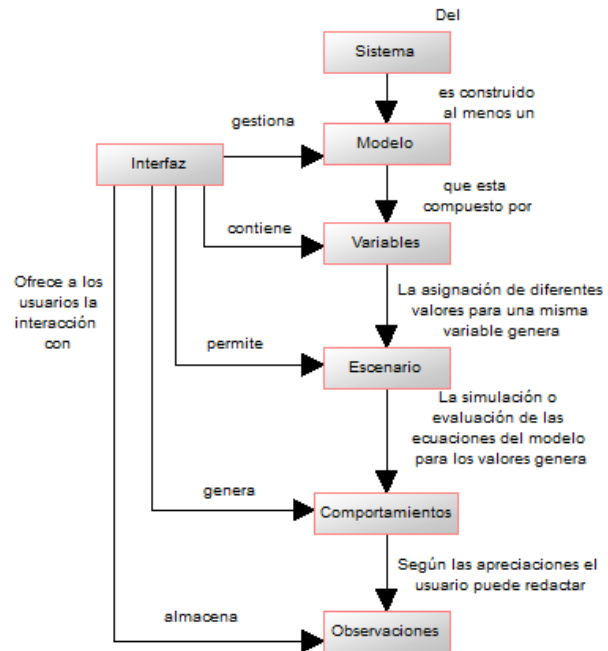 Del
Sistema
es construido
al menos un
gestiona
Modelo
Interfaz
que esta
compuesto por
contiene
Variables
Ofrece a los
usuarios la
interacción
con
La asignación de diferentes
valores para una misma
variable genera
permite
Escenario
La simulación o
evaluación de las
ecuaciones del modelo
para los valores genera
genera
Comportamientos
Según las apreciaciones el
usuario puede redactar
almacena
Observaciones